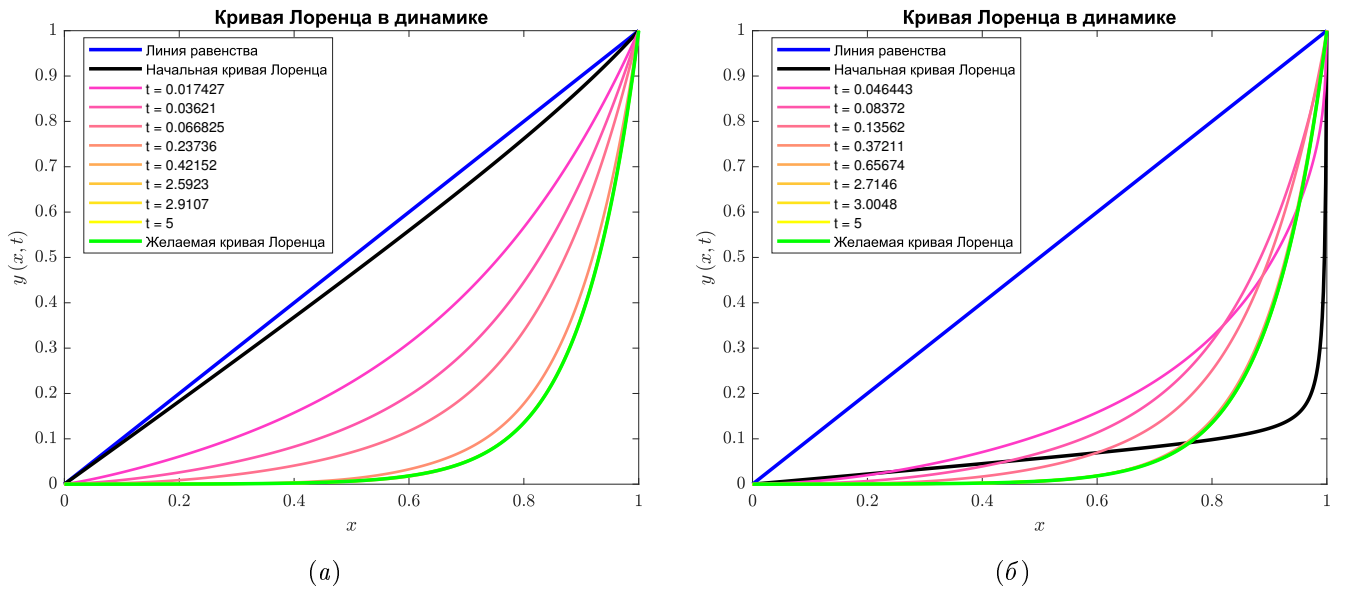 Кривая Лоренца в динамике
Линия равенства
Начальная кривая Лоренца
t = 0.017427
t = 0.03621
t = 0.066825
t = 0.23736
t = 0.42152
t = 2.5923
t = 2.9107
t = 5
Желаемая кривая Лоренца
1
0.9
0.8
0.7
0.6
0.5
0.4
0.3
0.2
0.1
0
y (x, t)
0 0.2 0.4 0.6 0.8 1
x
(а)
Кривая Лоренца в динамике
Линия равенства
Начальная кривая Лоренца
t = 0.046443
t = 0.08372
t = 0.13562
t = 0.37211
t = 0.65674
t = 2.7146
t = 3.0048
t = 5
Желаемая кривая Лоренца
1
0.9
0.8
0.7
0.6
0.5
0.4
0.3
0.2
0.1
0
y (x, t)
0 0.2 0.4 0.6 0.8 1
x
(б)